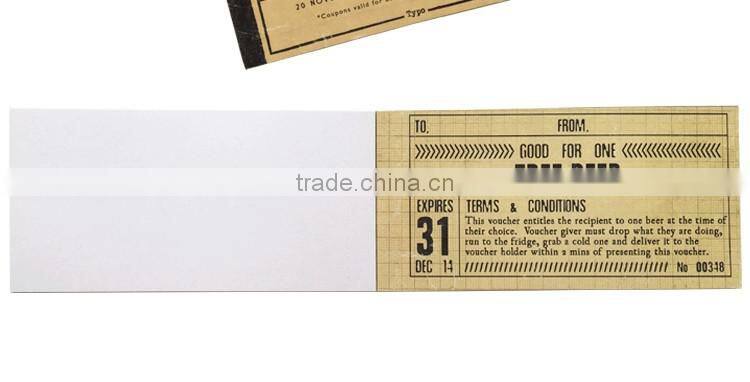 20 NOV
*Coupons valid for
Typo
TO. FROM.
GOOD FOR ONE
FREE BEER
trade.china.cn
EXPIRES
31
DEC 14
TERMS & CONDITIONS
This voucher entitles the recipient to one beer at the time of
their choice. Voucher giver must drop what they are doing,
run to the fridge, grab a cold one and deliver it to the
voucher holder within 2 mins of presenting this voucher.
No 00348